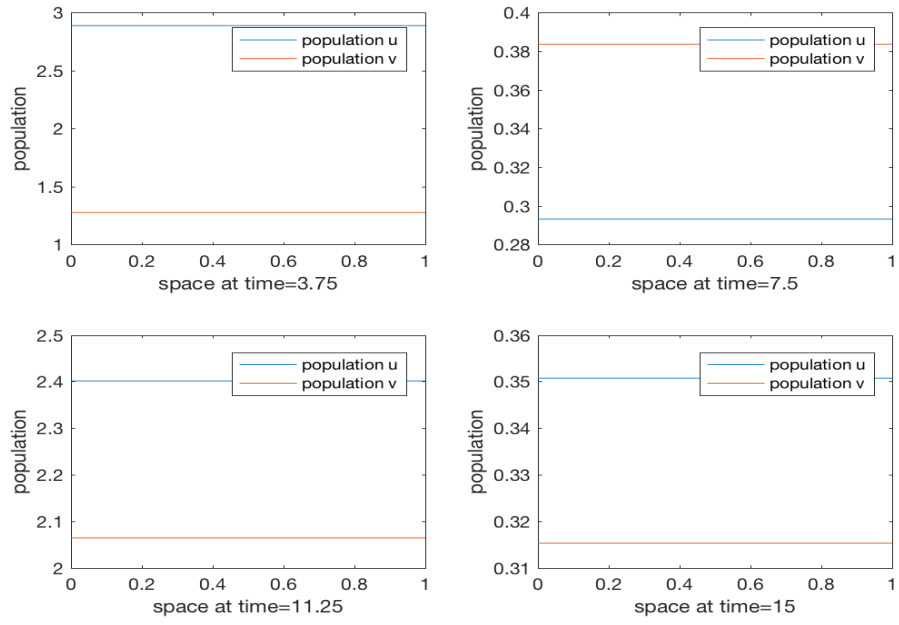 3
2.5
2
1.5
1
population
population u
population v
0 0.2 0.4 0.6 0.8 1
space at time=3.75
0.4
0.38
0.36
0.34
0.32
0.3
0.28
population
population u
population v
0 0.2 0.4 0.6 0.8 1
space at time=7.5
2.5
2.4
2.3
2.2
2.1
2
population
population u
population v
0 0.2 0.4 0.6 0.8 1
space at time=11.25
0.36
0.35
0.34
0.33
0.32
0.31
population
population u
population v
0 0.2 0.4 0.6 0.8 1
space at time=15